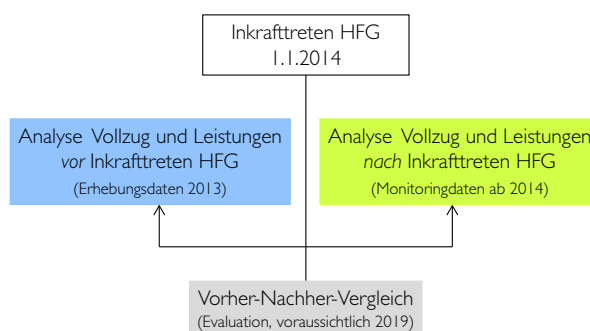 Inkrafttreten HFG
1.1.2014
Analyse Vollzug und Leistungen
vor Inkrafttreten HFG
(Erhebungsdaten 2013)
Analyse Vollzug und Leistungen
nach Inkrafttreten HFG
(Monitoringdaten ab 2014)
Vorher-Nachher-Vergleich
(Evaluation, voraussichtlich 2019)